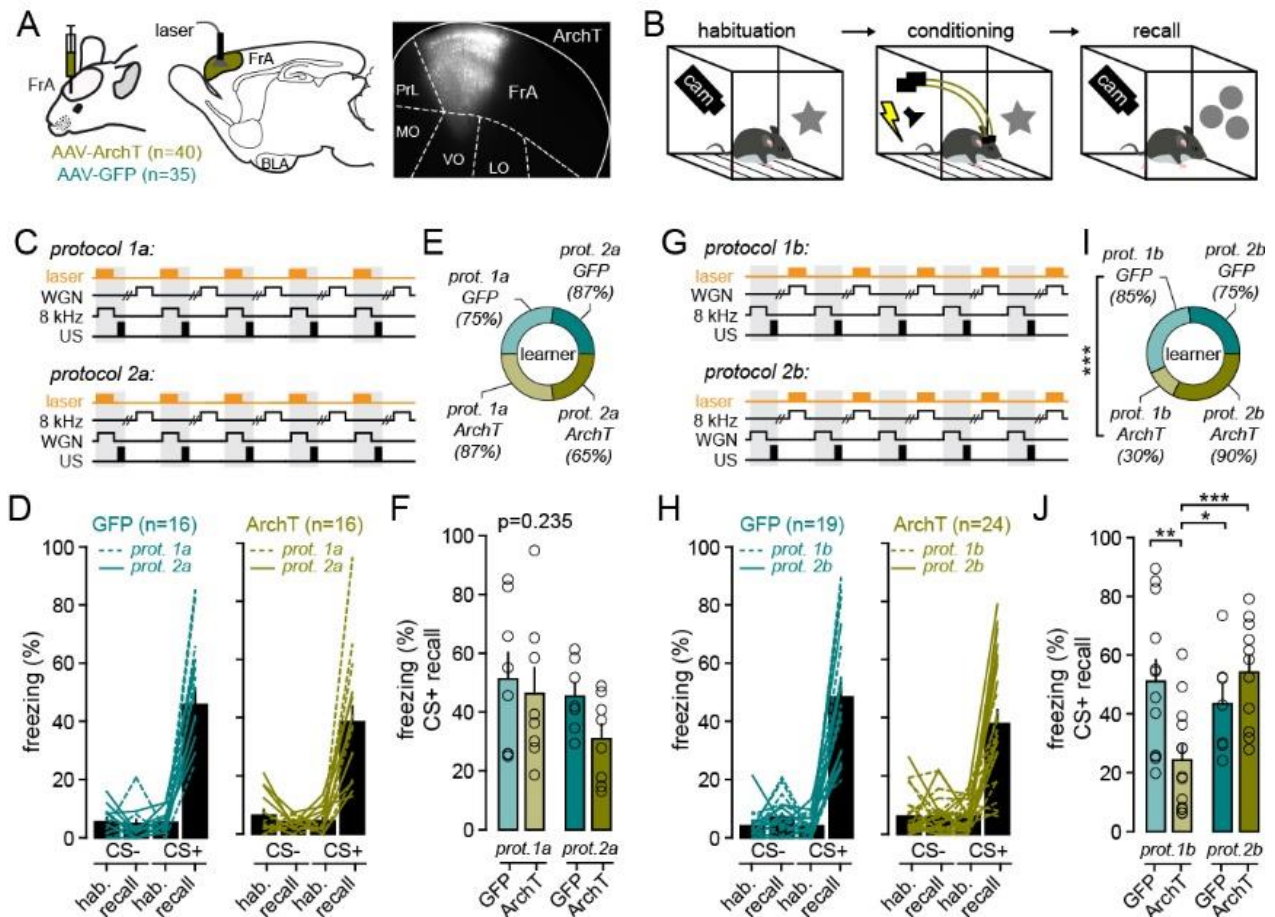 A
laser
FrA
FrA
BLA
AAV-ArchT (n=40)
AAV-GFP (n=35)
ArchT
PrL
FrA
MO
VO
LO
B
habituation
conditioning
recall
cam
cam
C
protocol 1a:
laser
WGN
8 kHz
US
protocol 2a:
laser
8 kHz
WGN
US
E
prot. 1a
GFP
(75%)
prot. 2a
GFP
(87%)
learner
prot. 1a
ArchT
(87%)
prot. 2a
ArchT
(65%)
G
protocol 1b:
laser
WGN
8 kHz
US
protocol 2b:
laser
8 kHz
WGN
US
I
prot. 1b
GFP
(85%)
prot. 2b
GFP
(75%)
***
learner
prot. 1b
ArchT
(30%)
prot. 2b
ArchT
(90%)
D
GFP (n=16)
prot. 1a
prot. 2a
ArchT (n=16)
prot. 1a
prot. 2a
freezing (%)
100
80
60
40
20
0
CS-
CS+
CS-
CS+
hab.
recall
hab.
recall
hab.
recall
hab.
recall
F
p=0.235
freezing (%)
CS+ recall
100
80
60
40
20
0
prot.1a
prot.2a
GFP
ArchT
GFP
ArchT
H
GFP (n=19)
prot. 1b
prot. 2b
ArchT (n=24)
prot. 1b
prot. 2b
freezing (%)
100
80
60
40
20
0
CS-
CS+
CS-
CS+
hab.
recall
hab.
recall
hab.
recall
hab.
recall
J
***
*
**
freezing (%)
CS+ recall
100
80
60
40
20
0
prot.1b
prot.2b
GFP
ArchT
GFP
ArchT